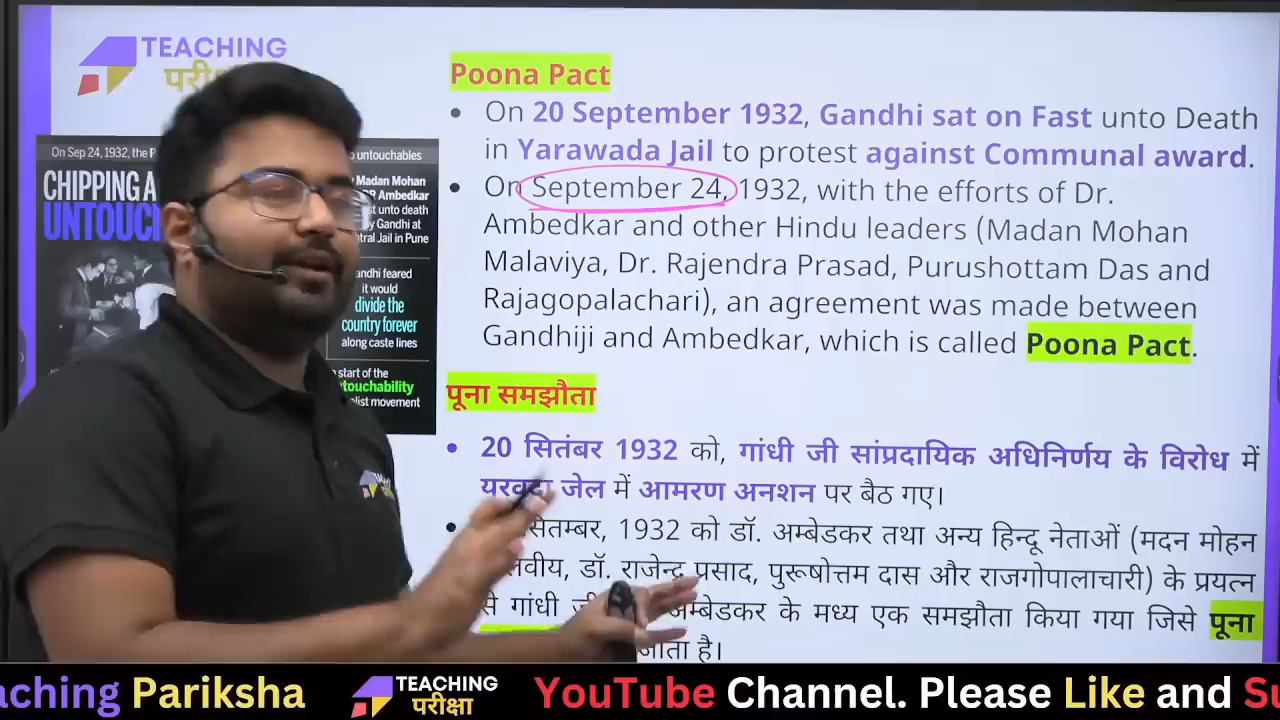 TEACHING
Poona Pact
• On 20 September 1932, Gandhi sat on Fast unto Death
in Yarawada Jail to protest against Communal award.
• On September 24, 1932, with the efforts of Dr.
Ambedkar and other Hindu leaders (Madan Mohan
Malaviya, Dr. Rajendra Prasad, Purushottam Das and
Rajagopalachari), an agreement was made between
Gandhiji and Ambedkar, which is called Poona Pact.
On Sep 24, 1932, the P
CHIPPING A
UNTOUC
untouchables
Madan Mohan
Ambedkar
unto death
Gandhi at
Jail in Pune
feared
it would
divide the
country forever
along caste lines
start of the
touchability
movement
पूना समझौता
• 20 सितंबर 1932 को, गांधी जी सांप्रदायिक अधिनिर्णय के विरोध में
यरवदा जेल में आमरण अनशन पर बैठ गए।
• सितम्बर, 1932 को डॉ. अम्बेडकर तथा अन्य हिन्दू नेताओं (मदन मोहन
डॉ. राजेन्द्र प्रसाद, पुरूषोत्तम दास और राजगोपालाचारी) के प्रयत्न
से गांधी अम्बेडकर के मध्य एक समझौता किया गया जिसे पूना
जाता है।
aching Pariksha TEACHING परीक्षा YouTube Channel. Please Like and Su